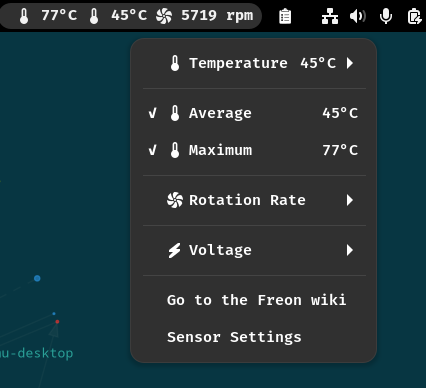 77°C 45°C 5719 rpm
Temperature 45°C
Average 45°C
Maximum 77°C
Rotation Rate
Voltage
Go to the Freon wiki
Sensor Settings
u-desktop